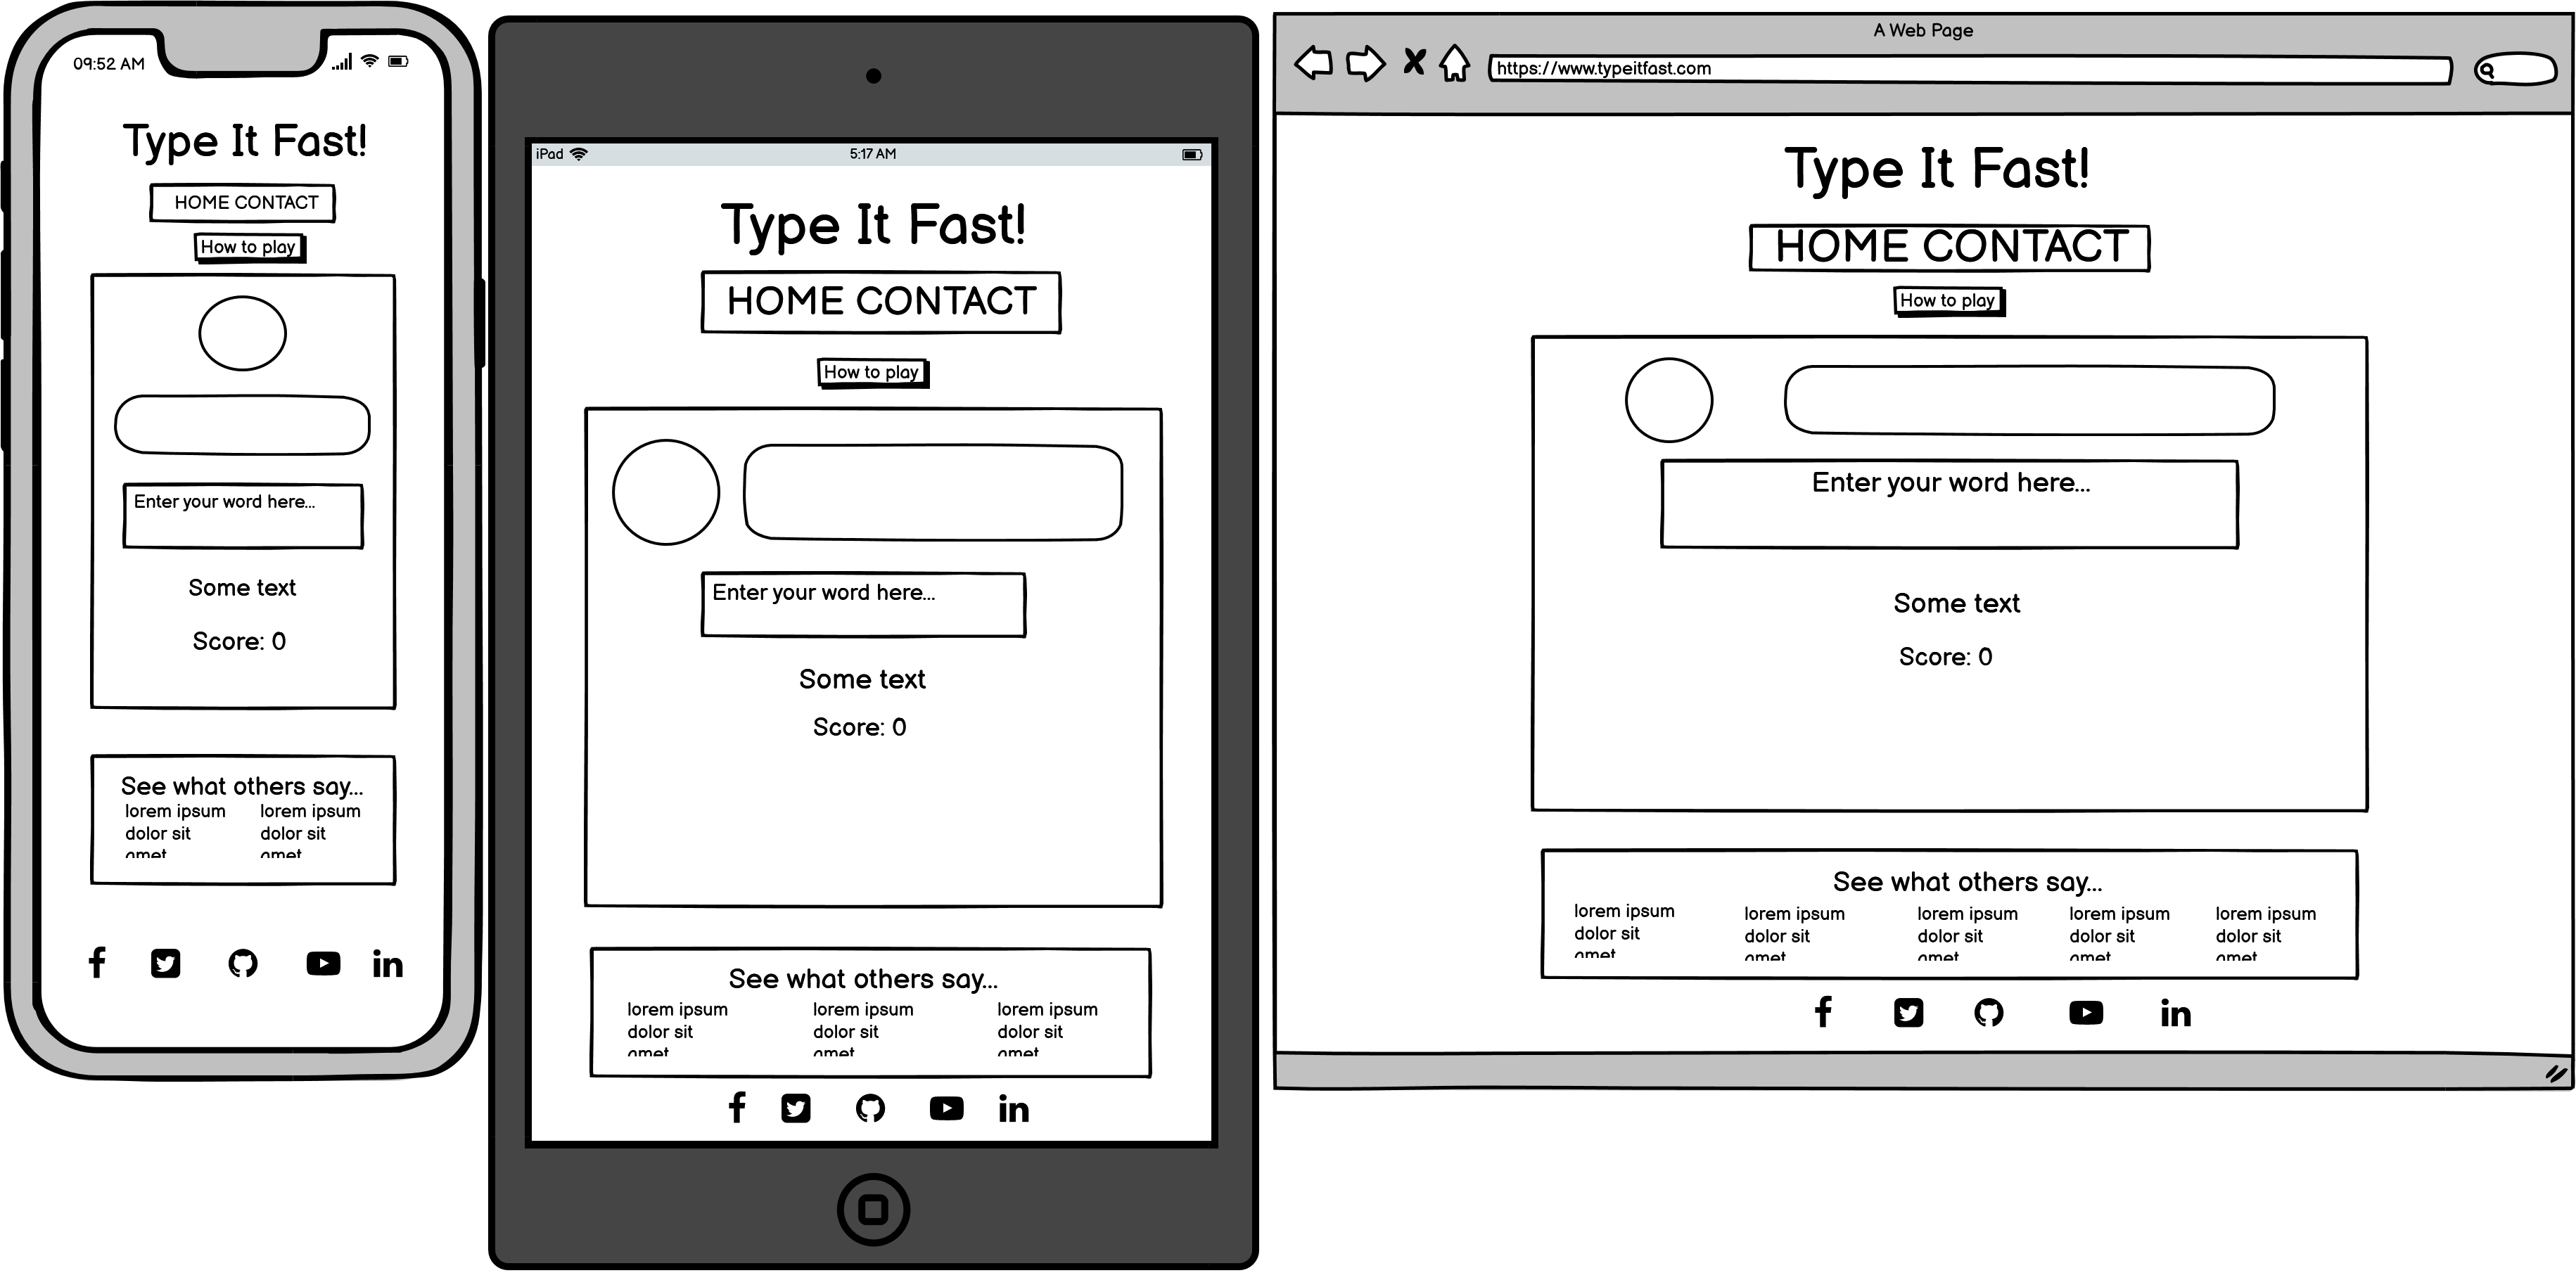 09:52 AM
Type It Fast!
HOME CONTACT
How to play
Enter your word here...
Some text
Score: 0
See what others say...
lorem ipsum lorem ipsum
dolor sit dolor sit
amet amet
iPad 5:17 AM
Type It Fast!
HOME CONTACT
How to play
Enter your word here...
Some text
Score: 0
See what others say...
lorem ipsum lorem ipsum lorem ipsum
dolor sit dolor sit dolor sit
amet amet amet
A Web Page
https://www.typeitfast.com
Type It Fast!
HOME CONTACT
How to play
Enter your word here...
Some text
Score: 0
See what others say...
lorem ipsum lorem ipsum lorem ipsum lorem ipsum lorem ipsum
dolor sit dolor sit dolor sit dolor sit dolor sit
amet amet amet amet amet